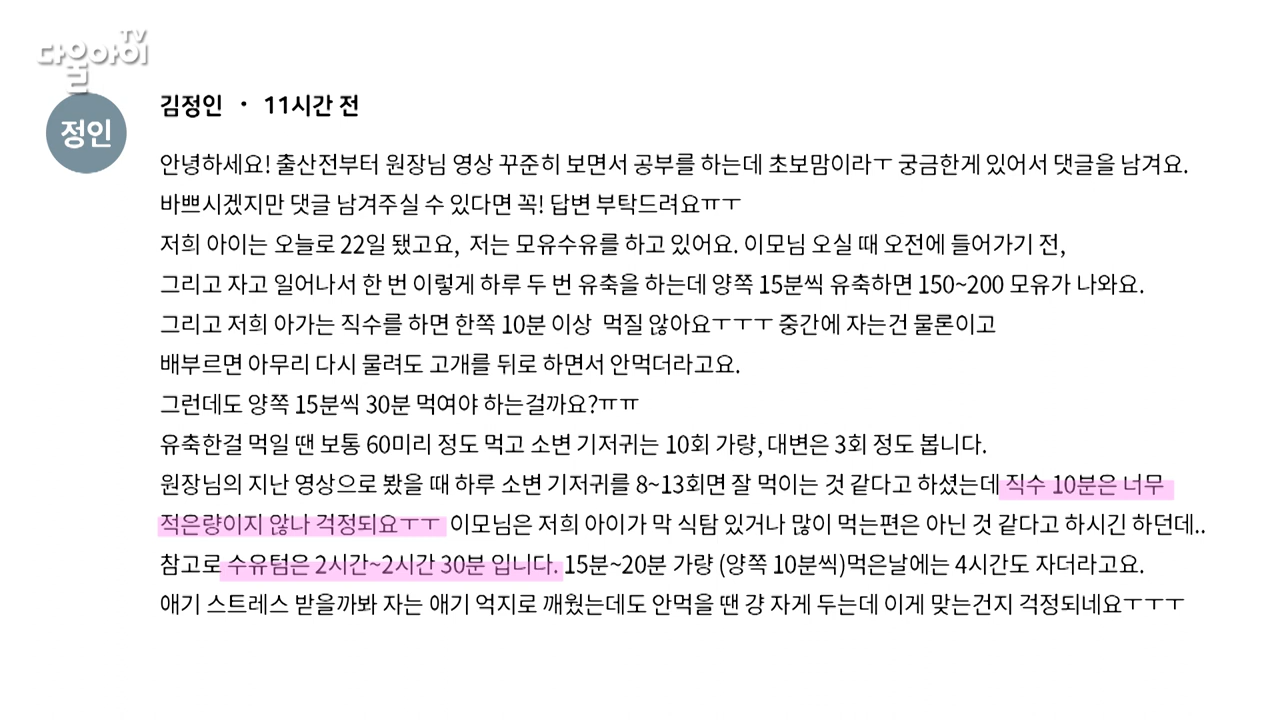 다울아이TV
정인
김정인 · 11시간 전
안녕하세요! 출산전부터 원장님 영상 꾸준히 보면서 공부를 하는데 초보맘이라ㅜ 궁금한게 있어서 댓글을 남겨요.
바쁘시겠지만 댓글 남겨주실 수 있다면 꼭! 답변 부탁드려요ㅠㅜ
저희 아이는 오늘로 22일 됐고요, 저는 모유수유를 하고 있어요. 이모님 오실 때 오전에 들어가기 전,
그리고 자고 일어나서 한 번 이렇게 하루 두 번 유축을 하는데 양쪽 15분씩 유축하면 150~200 모유가 나와요.
그리고 저희 아가는 직수를 하면 한쪽 10분 이상 먹질 않아요ㅜㅜㅜ 중간에 자는건 물론이고
배부르면 아무리 다시 물려도 고개를 뒤로 하면서 안먹더라고요.
그런데도 양쪽 15분씩 30분 먹여야 하는걸까요?ㅠㅠ
유축한걸 먹일 땐 보통 60미리 정도 먹고 소변 기저귀는 10회 가량, 대변은 3회 정도 봅니다.
원장님의 지난 영상으로 봤을 때 하루 소변 기저귀를 8~13회면 잘 먹이는 것 같다고 하셨는데 직수 10분은 너무
적은량이지 않나 걱정되요ㅜㅜ 이모님은 저희 아이가 막 식탐 있거나 많이 먹는편은 아닌 것 같다고 하시긴 하던데..
참고로 수유텀은 2시간~2시간 30분 입니다. 15분~20분 가량 (양쪽 10분씩)먹은날에는 4시간도 자더라고요.
애기 스트레스 받을까봐 자는 애기 억지로 깨웠는데도 안먹을 땐 걍 자게 두는데 이게 맞는건지 걱정되네요ㅜㅜㅜ